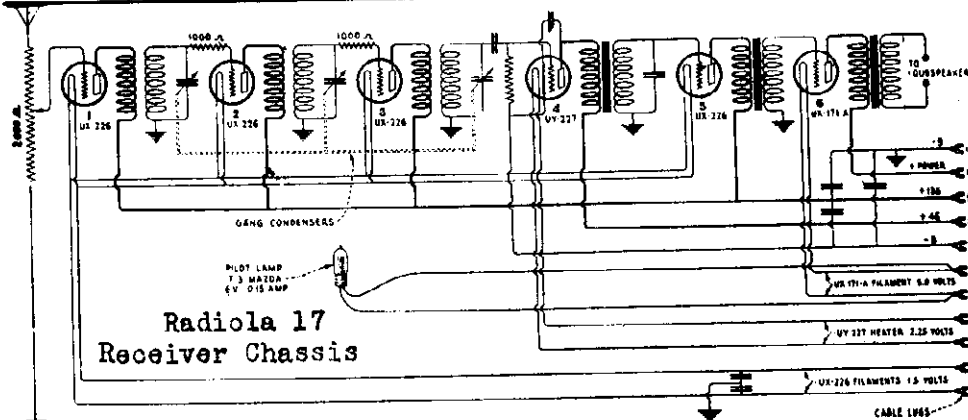 1000 Ω
1000 Ω
2000 Ω
1
UX-226
2
UX-226
3
UX-226
4
UY-227
5
UX-226
6
UX-171 A
TO
LOUDSPEAKER
+ POWER
+135
+45
GANG CONDENSERS
PILOT LAMP
T 3 MAZDA
6 V 0.15 AMP
UX 171-A FILAMENT 5.0 VOLTS
UY 227 HEATER 2.25 VOLTS
UX-226 FILAMENTS 1.5 VOLTS
CABLE LUGS
Radiola 17
Receiver Chassis